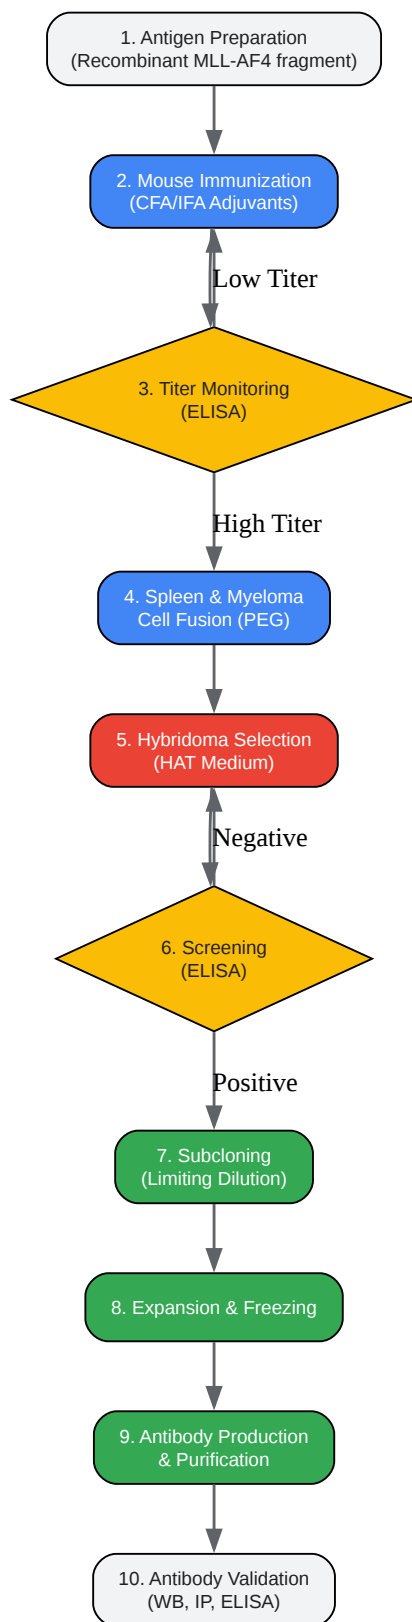 1. Antigen Preparation
(Recombinant MLL-AF4 fragment)
2. Mouse Immunization
(CFA/IFA Adjuvants)
Low Titer
3. Titer Monitoring
(ELISA)
High Titer
4. Spleen & Myeloma
Cell Fusion (PEG)
5. Hybridoma Selection
(HAT Medium)
Negative
6. Screening
(ELISA)
Positive
7. Subcloning
(Limiting Dilution)
8. Expansion & Freezing
9. Antibody Production
& Purification
10. Antibody Validation
(WB, IP, ELISA)